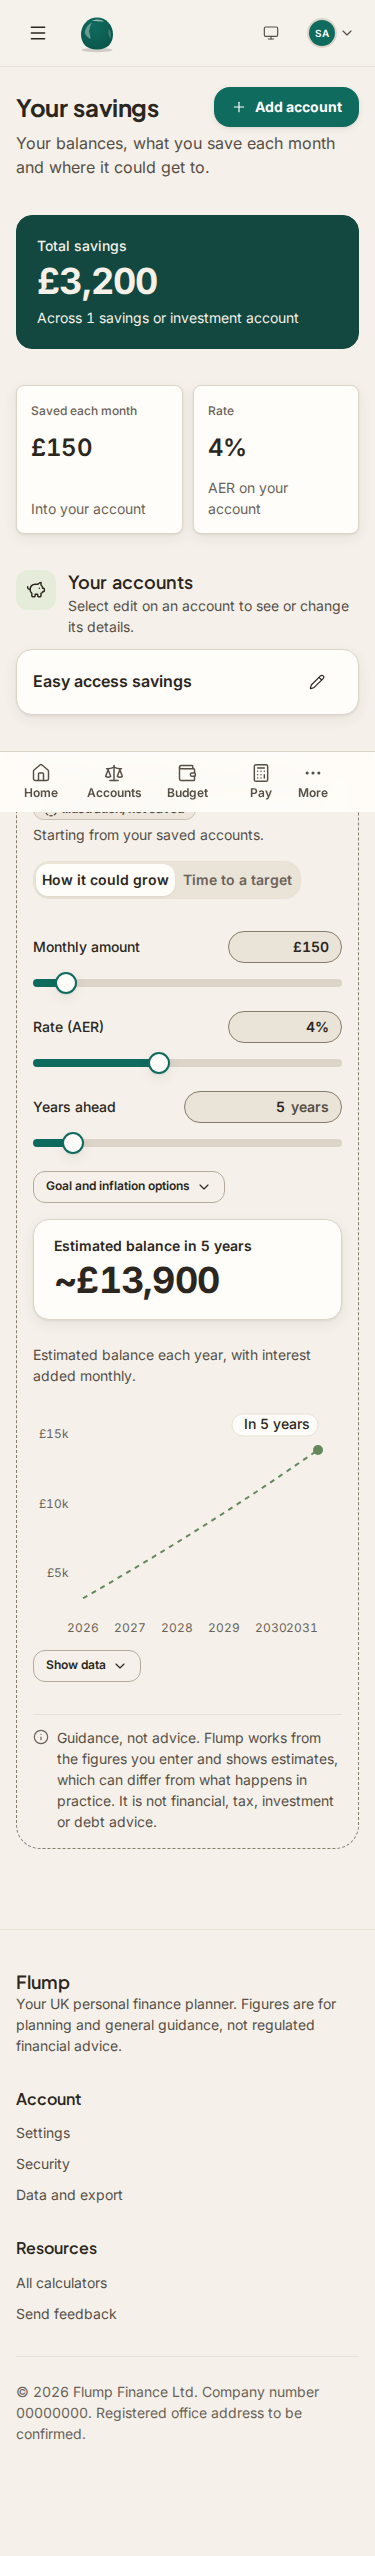 SA
Your savings
Add account
Your balances, what you save each month
and where it could get to.
Total savings
£3,200
Across 1 savings or investment account
Saved each month
£150
Into your account
Rate
4%
AER on your
account
Your accounts
Select edit on an account to see or change
its details.
Easy access savings
Home
Accounts
Budget
Pay
More
Starting from your saved accounts.
How it could grow
Time to a target
Monthly amount
£150
Rate (AER)
4%
Years ahead
5 years
Goal and inflation options
Estimated balance in 5 years
~£13,900
Estimated balance each year, with interest
added monthly.
In 5 years
£15k
£10k
£5k
2026 2027 2028 2029 2030 2031
Show data
Guidance, not advice. Flump works from
the figures you enter and shows estimates,
which can differ from what happens in
practice. It is not financial, tax, investment
or debt advice.
Flump
Your UK personal finance planner. Figures are for
planning and general guidance, not regulated
financial advice.
Account
Settings
Security
Data and export
Resources
All calculators
Send feedback
© 2026 Flump Finance Ltd. Company number
00000000. Registered office address to be
confirmed.